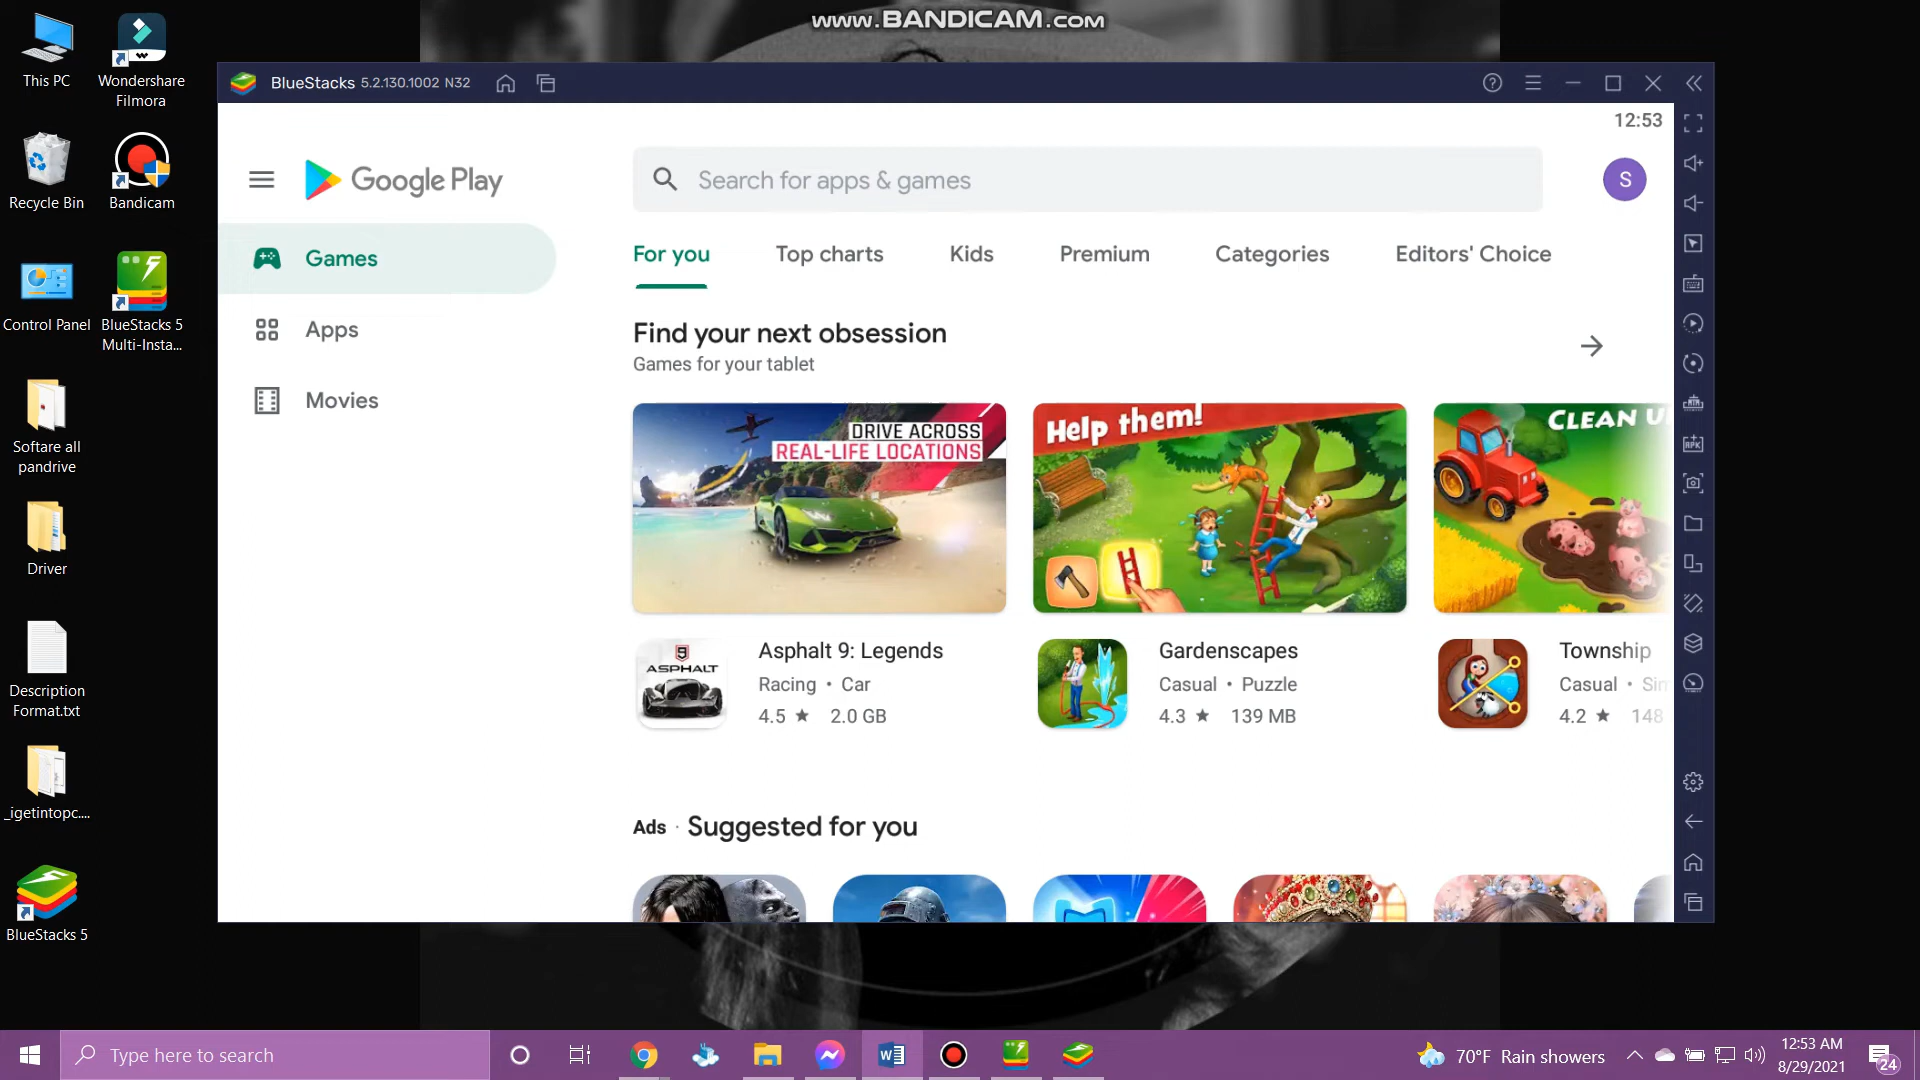 www.BANDICAM.com
This PC
Wondershare
Filmora
Recycle Bin
Bandicam
Control Panel
BlueStacks 5
Multi-Insta...
Softare all
pandrive
Driver
Description
Format.txt
_igetintopc....
BlueStacks 5
BlueStacks 5.2.130.1002 N32
12:53
Google Play
Search for apps & games
S
Games
Apps
Movies
For you
Top charts
Kids
Premium
Categories
Editors' Choice
Find your next obsession
Games for your tablet
DRIVE ACROSS
REAL-LIFE LOCATIONS
Help them!
CLEAN U
9
ASPHALT
Asphalt 9: Legends
Racing • Car
4.5 ★ 2.0 GB
Gardenscapes
Casual • Puzzle
4.3 ★ 139 MB
Township
Casual • Sim
4.2 ★ 148
Ads · Suggested for you
APK
Type here to search
W
70°F Rain showers
12:53 AM
8/29/2021
24